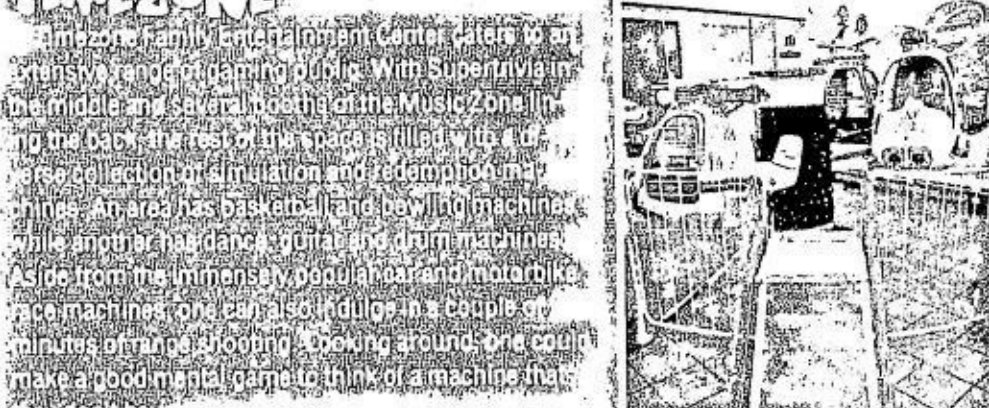 TIMEZONE
Timezone Family Entertainment Center caters to an
extensive range of gaming public. With Supertrivia in
the middle and several booths of the Music Zone lin-
ing the back, the rest of the space is filled with a di-
verse collection of simulation and redemption ma-
chines. An area has basketball and bowling machines
while another has dance, guitar and drum machines.
Aside from the immensely popular car and motorbike
race machines, one can also indulge in a couple of
minutes of range shooting. Looking around, one could
make a good mental game to think of a machine that's